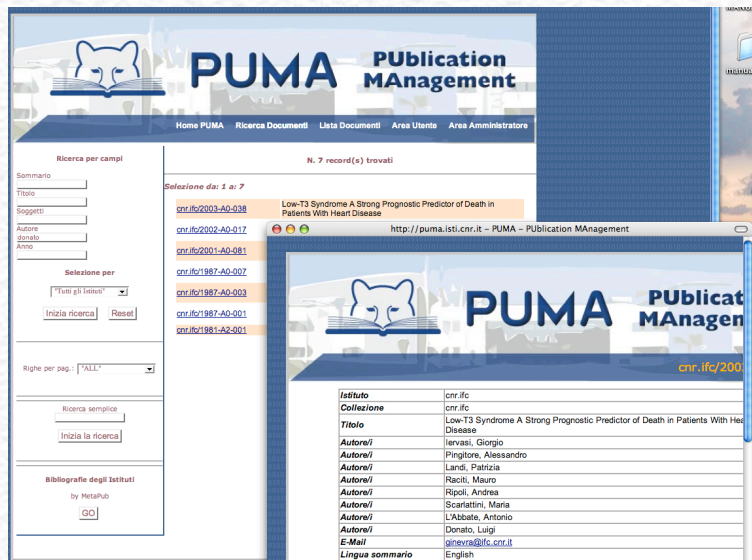 PUMA
PUblication
MAnagement
Home PUMA Ricerca Documenti Lista Documenti Area Utente Area Amministratore
Ricerca per campi
Sommario
Titolo
Soggetti
Autore
donato
Anno
Selezione per
"Tutti gli Istituti"
Inizia ricerca Reset
Righe per pag.: "ALL"
Ricerca semplice
Inizia la ricerca
Bibliografie degli Istituti
by MetaPub
GO
N. 7 record(s) trovati
Selezione da: 1 a: 7
cnr.ifc/2003-A0-038 Low-T3 Syndrome A Strong Prognostic Predictor of Death in
Patients With Heart Disease
cnr.ifc/2002-A0-017
cnr.ifc/2001-A0-081
cnr.ifc/1987-A0-007
cnr.ifc/1987-A0-003
cnr.ifc/1987-A0-001
cnr.ifc/1981-A2-001
http://puma.isti.cnr.it – PUMA – PUblication MAnagement
PUMA
PUblicat
MAnagem
cnr.ifc/200
Istituto cnr.ifc
Collezione cnr.ifc
Titolo Low-T3 Syndrome A Strong Prognostic Predictor of Death in Patients With Hea
Disease
Autore/i Iervasi, Giorgio
Autore/i Pingitore, Alessandro
Autore/i Landi, Patrizia
Autore/i Raciti, Mauro
Autore/i Ripoli, Andrea
Autore/i Scarlattini, Maria
Autore/i L'Abbate, Antonio
Autore/i Donato, Luigi
E-Mail ginevra@ifc.cnr.it
Lingua sommario English